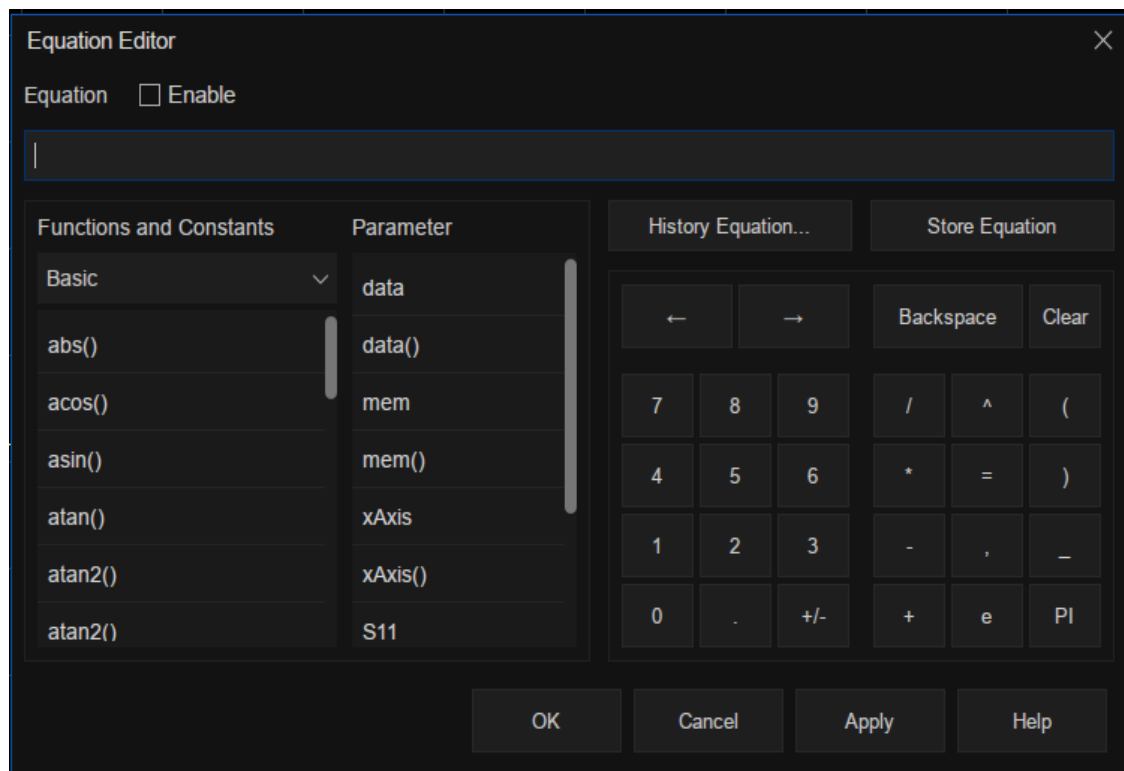 Equation Editor
Equation Enable
Functions and Constants
Basic
abs()
acos()
asin()
atan()
atan2()
atan2()
Parameter
data
data()
mem
mem()
xAxis
xAxis()
S11
History Equation... Store Equation
← → Backspace Clear
7 8 9 / ^ (
4 5 6 * = )
1 2 3 - , _
0 . +/- + e PI
OK Cancel Apply Help